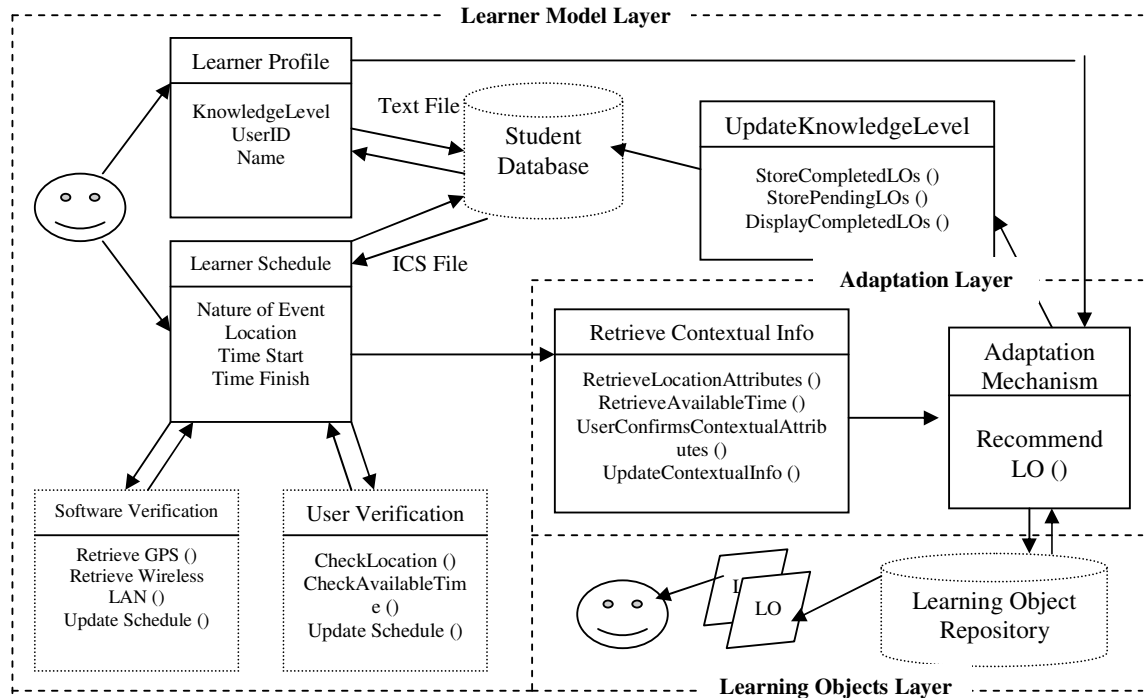 Learner Model Layer
Learner Profile
KnowledgeLevel
UserID
Name
Text File
Student
Database
UpdateKnowledgeLevel
StoreCompletedLOs ()
StorePendingLOs ()
DisplayCompletedLOs ()
Learner Schedule
Nature of Event
Location
Time Start
Time Finish
ICS File
Adaptation Layer
Retrieve Contextual Info
RetrieveLocationAttributes ()
RetrieveAvailableTime ()
UserConfirmsContextualAttrib
utes ()
UpdateContextualInfo ()
Adaptation
Mechanism
Recommend
LO ()
Software Verification
Retrieve GPS ()
Retrieve Wireless
LAN ()
Update Schedule ()
User Verification
CheckLocation ()
CheckAvailableTim
e ()
Update Schedule ()
LO
Learning Object
Repository
Learning Objects Layer